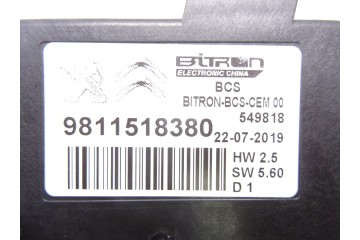 BITRON
ELECTRONIC CHINA
BCS
BITRON-BCS-CEM 00
549818
9811518380
22-07-2019
HW 2.5
SW 5.60
D 1